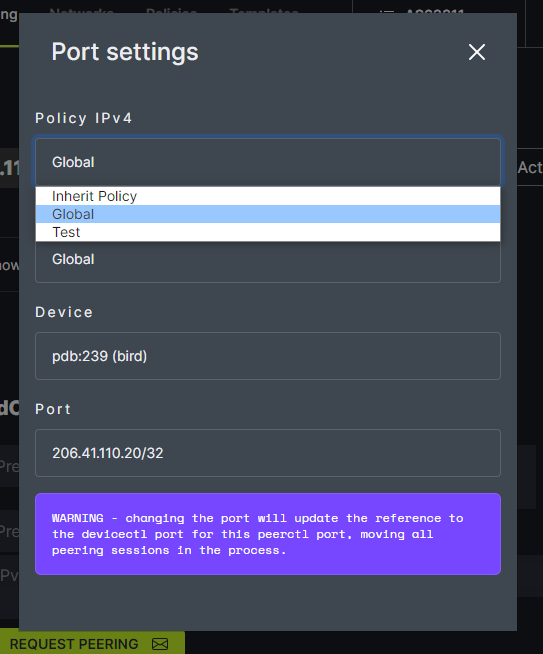 ng
Networks Policies Templates
Port settings
Policy IPv4
.11
Global
Act
Inherit Policy
Global
Test
Global
now
Device
pdb:239 (bird)
Port
206.41.110.20/32
Pre
WARNING - changing the port will update the reference to
the devicectl port for this peerctl port, moving all
peering sessions in the process.
Pre
Pv
REQUEST PEERING